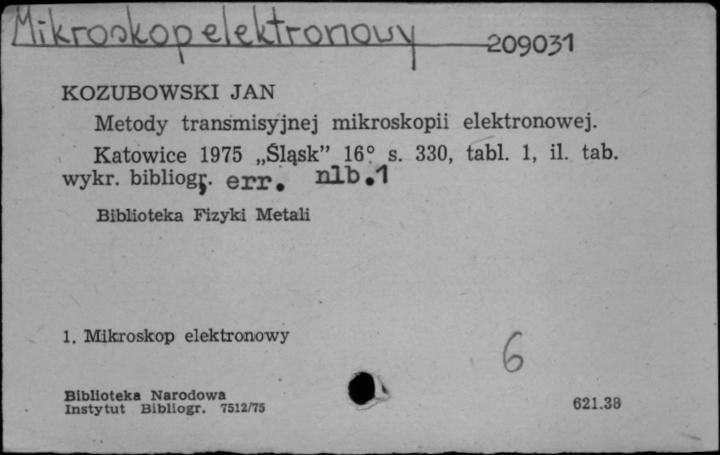 Mikroskop elektronowy 209031
KOZUBOWSKI JAN
Metody transmisyjnej mikroskopii elektronowej.
Katowice 1975 „Śląsk” 16° s. 330, tabl. 1, il. tab.
wykr. bibliogr., err. nlb.1
Biblioteka Fizyki Metali
1. Mikroskop elektronowy
6
Biblioteka Narodowa
Instytut Bibliogr. 7512/75 621.38